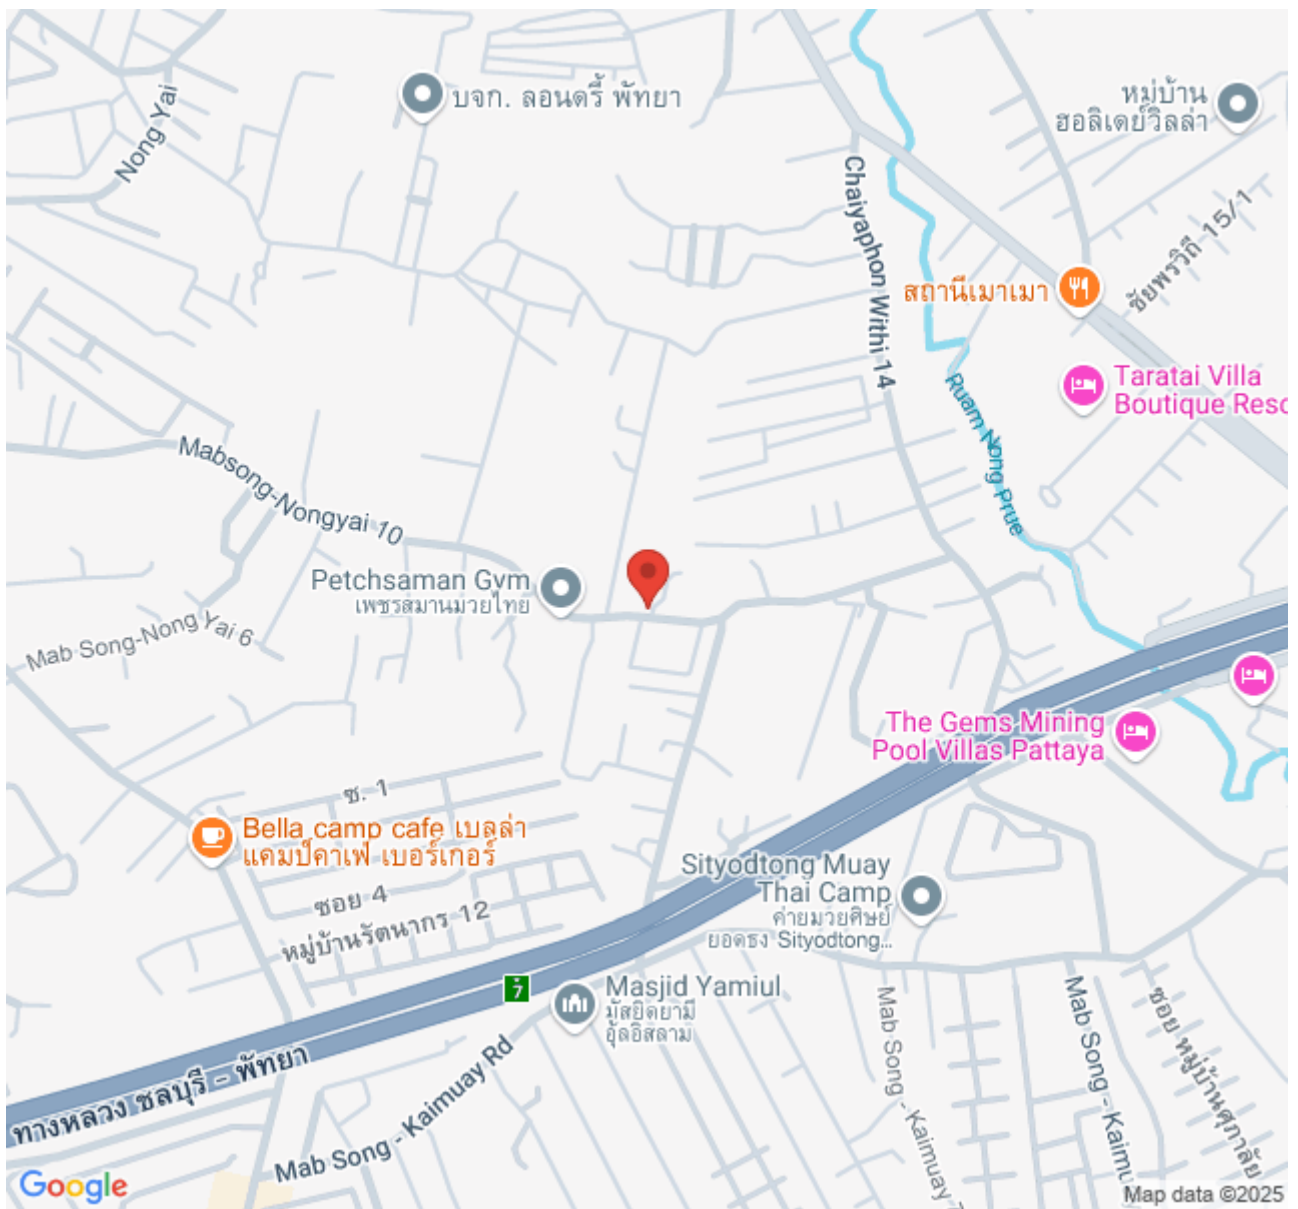 บจก. ลอนดรี้ พัทยา
Nong Yai
หมู่บ้าน
ฮอลิเดย์วิลล่า
Chaiyaphon Withi 14
ชัยพรวิถี 15/1
สถานีเมาเมา
Taratai Villa
Boutique Reso
Ruam Nong Prue
Mabsong-Nongyai 10
Petchsaman Gym
เพชรสมานมวยไทย
Mab Song-Nong Yai 6
The Gems Mining
Pool Villas Pattaya
ซ. 1
Bella camp cafe เบลล่า
แคมป์คาเฟ่ เบอร์เกอร์
ซอย 4
หมู่บ้านรัตนากร 12
Sityodtong Muay
Thai Camp
ค่ายมวยศิษย์
ยอดธง Sityodtong...
7
Masjid Yamiul
มัสยิดยามี
อุ้ลอิสลาม
ทางหลวง ชลบุรี - พัทยา
Mab Song - Kaimuay Rd
Mab Song - Kaimuay 7
Mab Song - Kaimu
ซอย หมู่บ้านศุภาลัย
Google
Map data ©2025